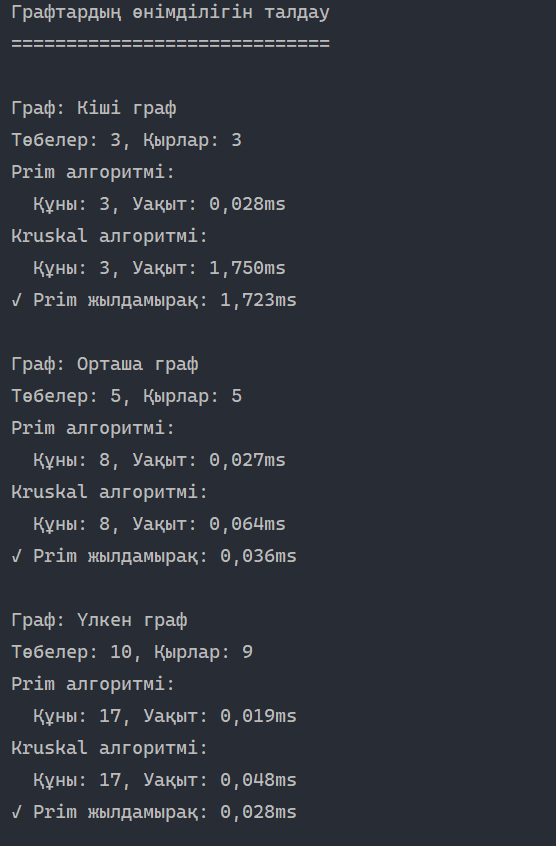 Графтардың өнімділігін талдау
=============================
Граф: Кіші граф
Төбелер: 3, Қырлар: 3
Prim алгоритмі:
Құны: 3, Уақыт: 0,028ms
Kruskal алгоритмі:
Құны: 3, Уақыт: 1,750ms
✓ Prim жылдамырақ: 1,723ms
Граф: Орташа граф
Төбелер: 5, Қырлар: 5
Prim алгоритмі:
Құны: 8, Уақыт: 0,027ms
Kruskal алгоритмі:
Құны: 8, Уақыт: 0,064ms
✓ Prim жылдамырақ: 0,036ms
Граф: Үлкен граф
Төбелер: 10, Қырлар: 9
Prim алгоритмі:
Құны: 17, Уақыт: 0,019ms
Kruskal алгоритмі:
Құны: 17, Уақыт: 0,048ms
✓ Prim жылдамырақ: 0,028ms